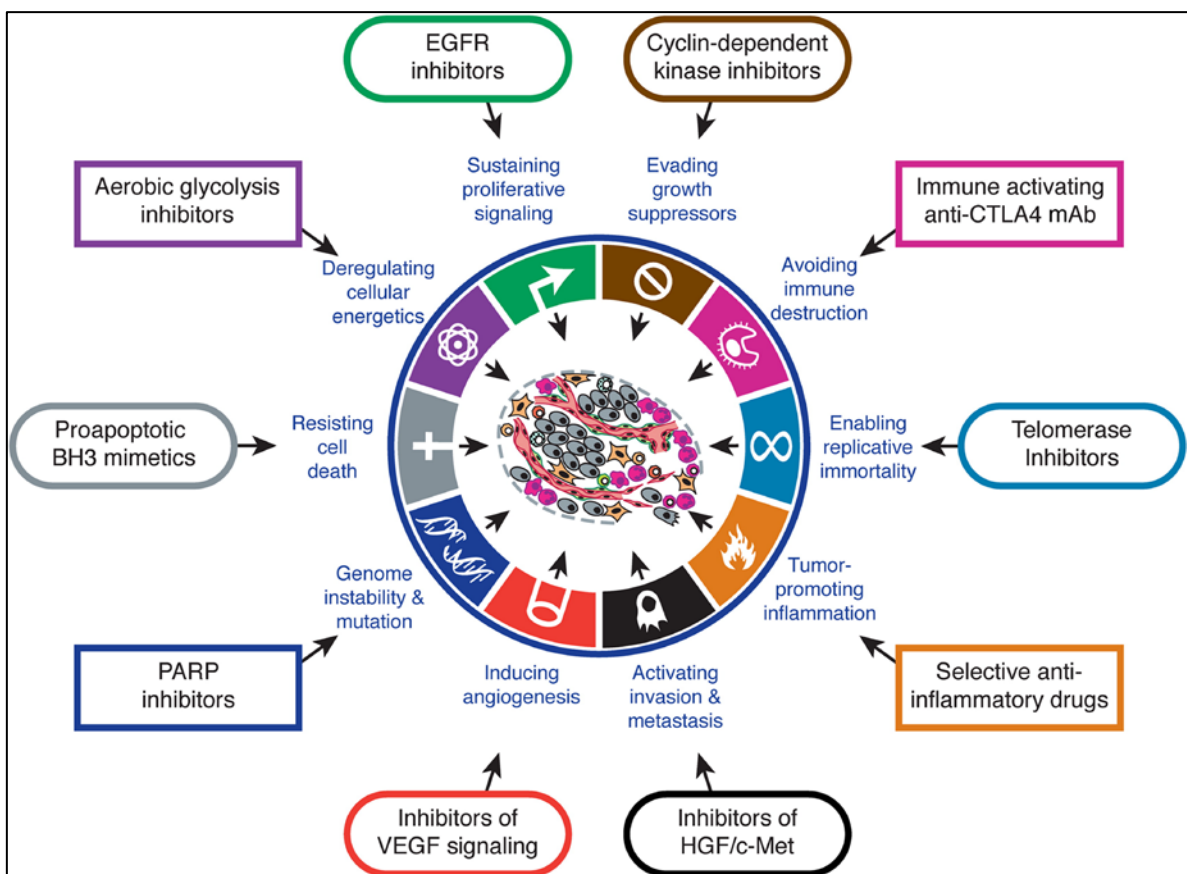 EGFR
inhibitors
Cyclin-dependent
kinase inhibitors
Aerobic glycolysis
inhibitors
Sustaining
proliferative
signaling
Evading
growth
suppressors
Immune activating
anti-CTLA4 mAb
Deregulating
cellular
energetics
Avoiding
immune
destruction
Proapoptotic
BH3 mimetics
Resisting
cell
death
Enabling
replicative
immortality
Telomerase
Inhibitors
Genome
instability &
mutation
Tumor-
promoting
inflammation
PARP
inhibitors
Inducing
angiogenesis
Activating
invasion &
metastasis
Selective anti-
inflammatory drugs
Inhibitors of
VEGF signaling
Inhibitors of
HGF/c-Met